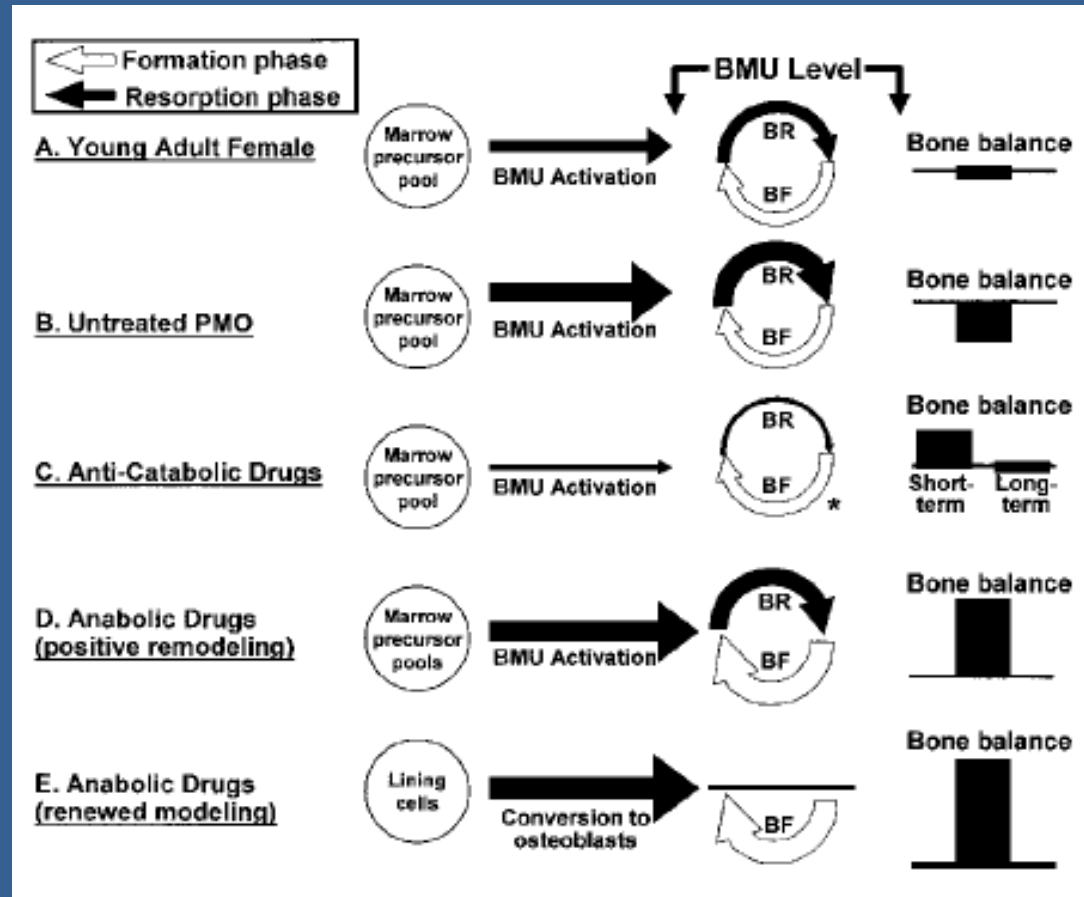 Formation phase
Resorption phase
BMU Level
A. Young Adult Female
Marrow
precursor
pool
BMU Activation
BR
BF
Bone balance
B. Untreated PMO
Marrow
precursor
pool
BMU Activation
BR
BF
Bone balance
C. Anti-Catabolic Drugs
Marrow
precursor
pool
BMU Activation
BR
BF
*
Bone balance
Short-
term
Long-
term
D. Anabolic Drugs
(positive remodeling)
Marrow
precursor
pools
BMU Activation
BR
BF
Bone balance
E. Anabolic Drugs
(renewed modeling)
Lining
cells
Conversion to
osteoblasts
BF
Bone balance